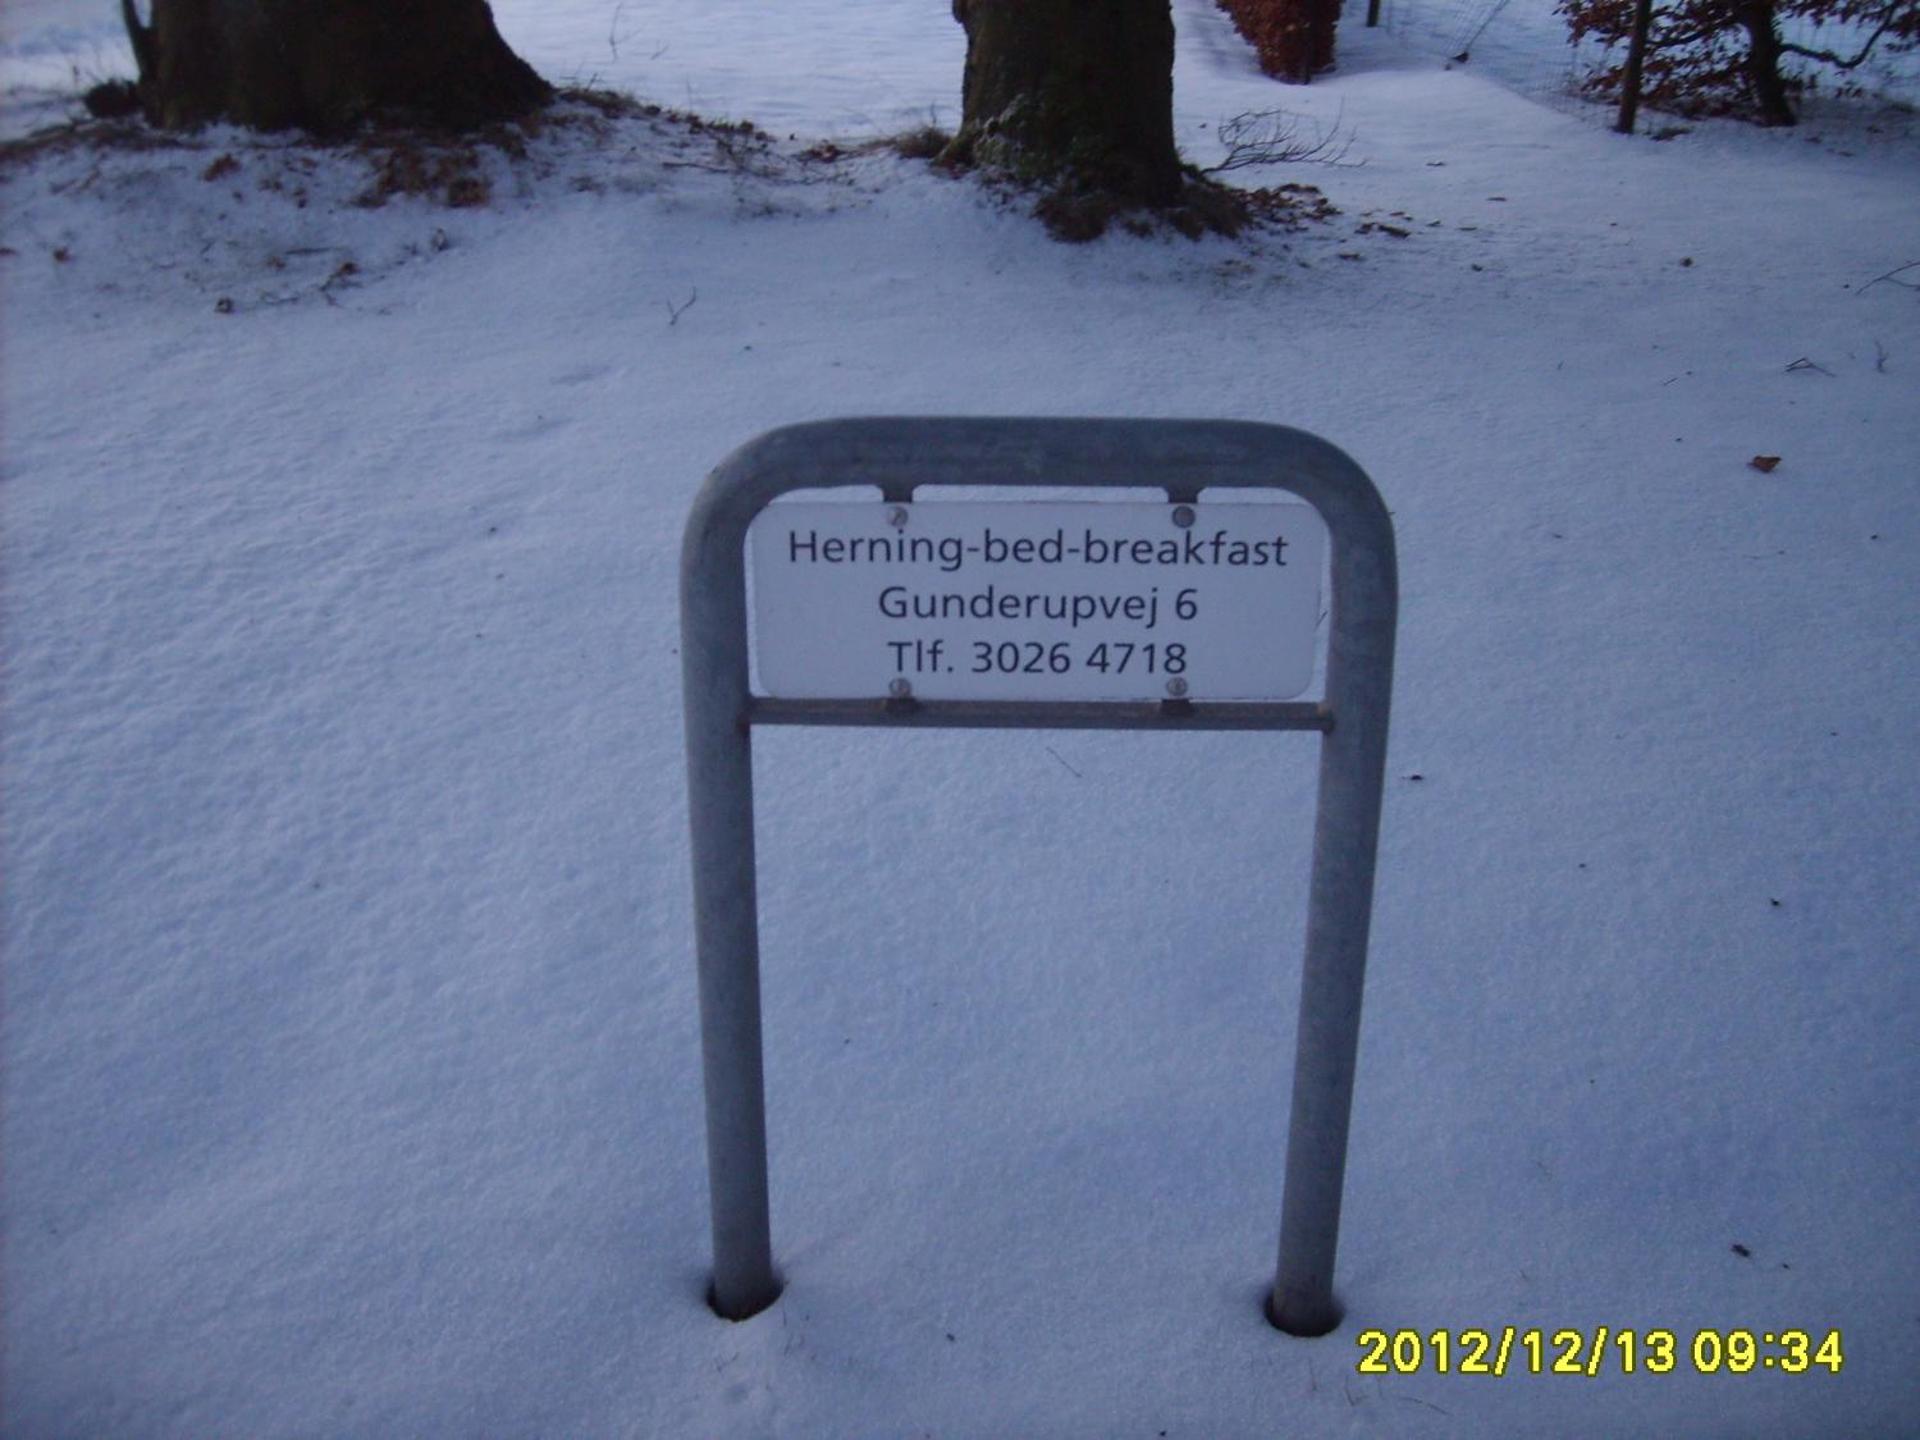 Herning-bed-breakfast
Gunderupvej 6
Tlf. 3026 4718
2012/12/13 09:34